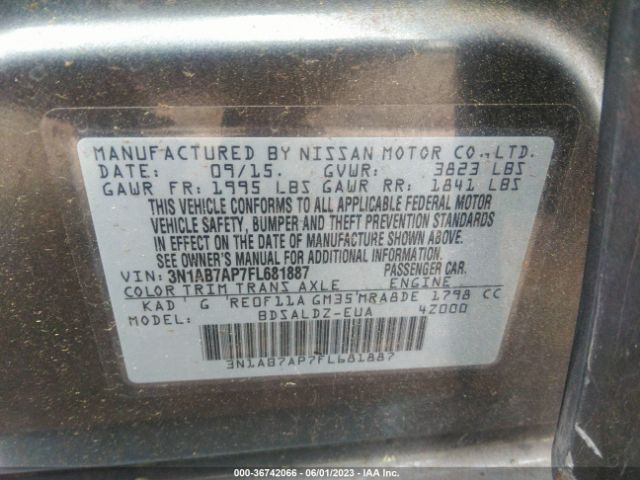 MANUFACTURED BY NISSAN MOTOR CO., LTD.
DATE: 09/15. GVWR: 3823 LBS
GAWR FR: 1995 LBS GAWR RR: 1841 LBS
THIS VEHICLE CONFORMS TO ALL APPLICABLE FEDERAL MOTOR
VEHICLE SAFETY, BUMPER AND THEFT PREVENTION STANDARDS
IN EFFECT ON THE DATE OF MANUFACTURE SHOWN ABOVE.
SEE OWNER'S MANUAL FOR ADDITIONAL INFORMATION.
VIN: 3N1AB7AP7FL681887 PASSENGER CAR.
COLOR TRIM TRANS AXLE ENGINE
KAD G RE0F11A GM35 MRA8DE 1798 CC
MODEL: BDSALDZ-EUA 4Z000
3N1AB7AP7FL681887
000-36742066 - 06/01/2023 - IAA Inc.